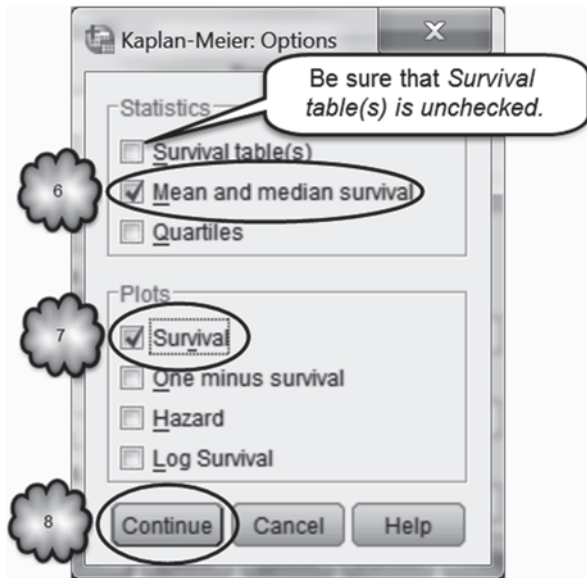 Kaplan-Meier: Options
X
Be sure that Survival
table(s) is unchecked.
Statistics
Survival table(s)
6
Mean and median survival
Quartiles
Plots
7
Survival
One minus survival
Hazard
Log Survival
8
Continue Cancel Help